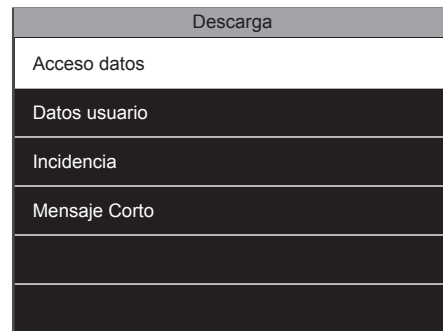 Descarga
Acceso datos
Datos usuario
Incidencia
Mensaje Corto